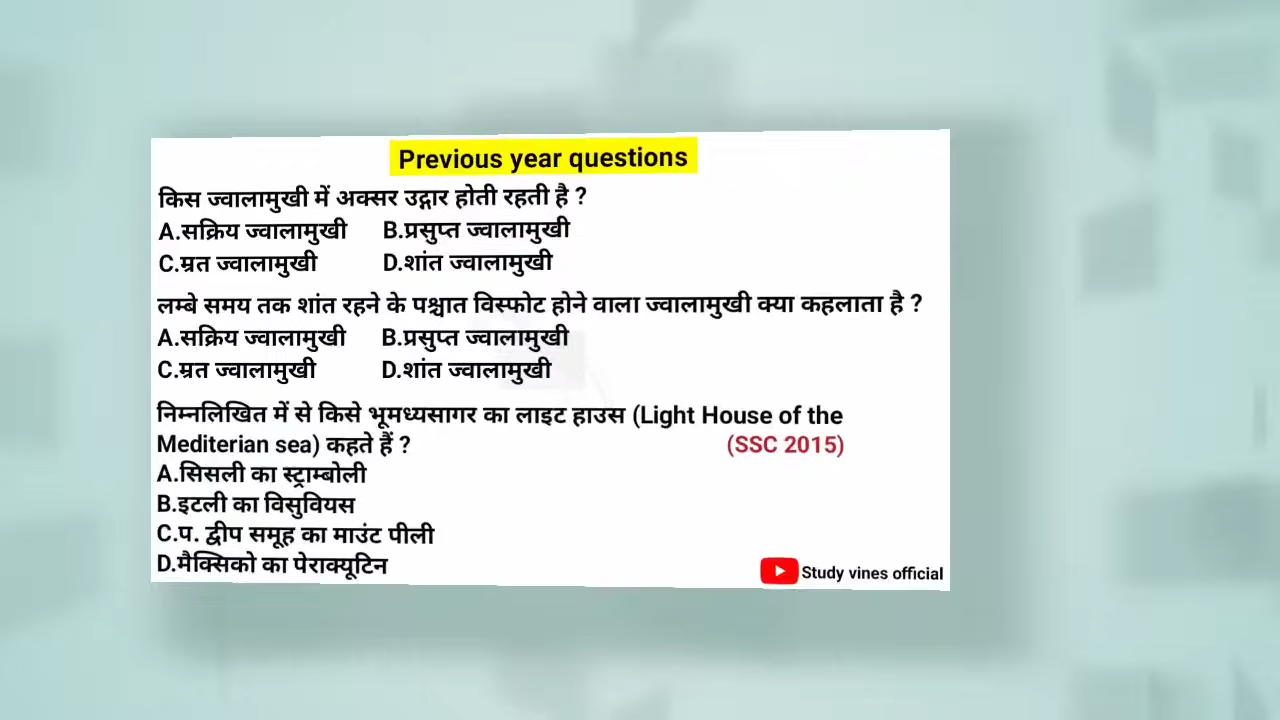 Previous year questions
किस ज्वालामुखी में अक्सर उद्गार होती रहती है ?
A.सक्रिय ज्वालामुखी B.प्रसुप्त ज्वालामुखी
C.म्रत ज्वालामुखी D.शांत ज्वालामुखी
लम्बे समय तक शांत रहने के पश्चात विस्फोट होने वाला ज्वालामुखी क्या कहलाता है ?
A.सक्रिय ज्वालामुखी B.प्रसुप्त ज्वालामुखी
C.म्रत ज्वालामुखी D.शांत ज्वालामुखी
निम्नलिखित में से किसे भूमध्यसागर का लाइट हाउस (Light House of the
Mediterian sea) कहते हैं ? (SSC 2015)
A.सिसली का स्ट्राम्बोली
B.इटली का विसुवियस
C.प. द्वीप समूह का माउंट पीली
D.मैक्सिको का पेराक्यूटिन
Study vines official